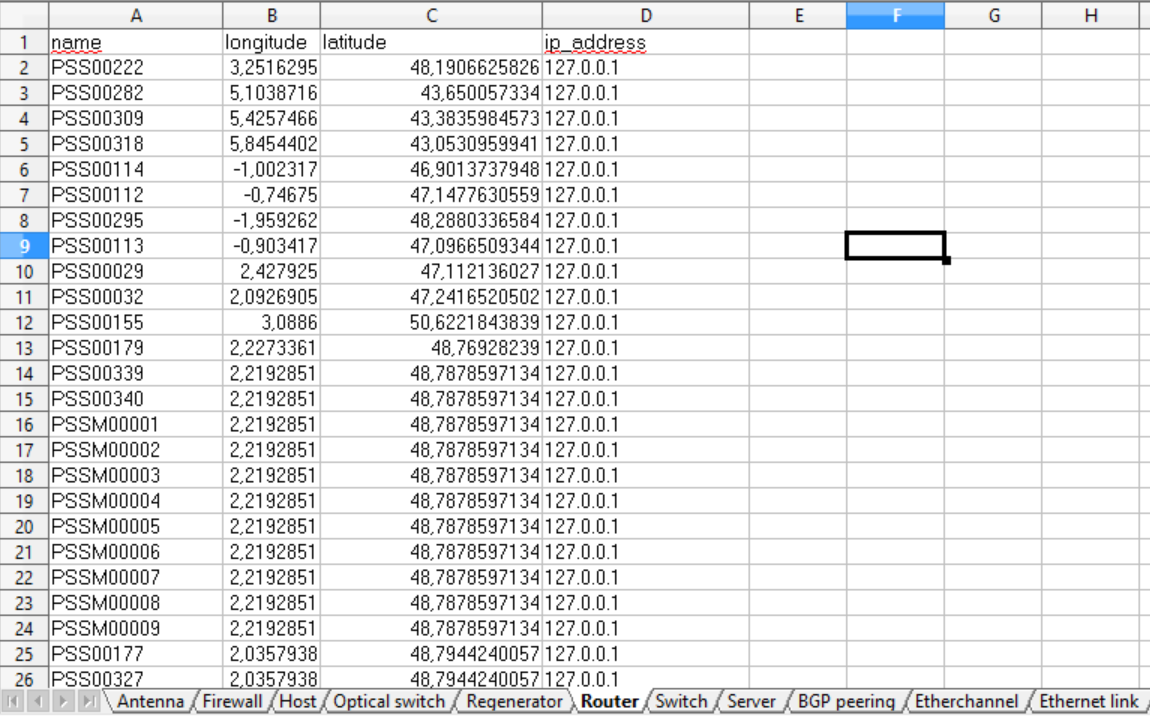 A B C D E F G H
1 name longitude latitude ip_address
2 PSS00222 3,2516295 48,1906625826 127.0.0.1
3 PSS00282 5,1038716 43,650057334 127.0.0.1
4 PSS00309 5,4257466 43,3835984573 127.0.0.1
5 PSS00318 5,8454402 43,0530959941 127.0.0.1
6 PSS00114 -1,002317 46,9013737948 127.0.0.1
7 PSS00112 -0,74675 47,1477630559 127.0.0.1
8 PSS00295 -1,959262 48,2880336584 127.0.0.1
9 PSS00113 -0,903417 47,0966509344 127.0.0.1
10 PSS00029 2,427925 47,112136027 127.0.0.1
11 PSS00032 2,0926905 47,2416520502 127.0.0.1
12 PSS00155 3,0886 50,6221843839 127.0.0.1
13 PSS00179 2,2273361 48,76928239 127.0.0.1
14 PSS00339 2,2192851 48,7878597134 127.0.0.1
15 PSS00340 2,2192851 48,7878597134 127.0.0.1
16 PSSM00001 2,2192851 48,7878597134 127.0.0.1
17 PSSM00002 2,2192851 48,7878597134 127.0.0.1
18 PSSM00003 2,2192851 48,7878597134 127.0.0.1
19 PSSM00004 2,2192851 48,7878597134 127.0.0.1
20 PSSM00005 2,2192851 48,7878597134 127.0.0.1
21 PSSM00006 2,2192851 48,7878597134 127.0.0.1
22 PSSM00007 2,2192851 48,7878597134 127.0.0.1
23 PSSM00008 2,2192851 48,7878597134 127.0.0.1
24 PSSM00009 2,2192851 48,7878597134 127.0.0.1
25 PSS00177 2,0357938 48,7944240057 127.0.0.1
26 PSS00327 2,0357938 48,7944240057 127.0.0.1
Antenna Firewall Host Optical switch Regenerator Router Switch Server BGP peering Etherchannel Ethernet link